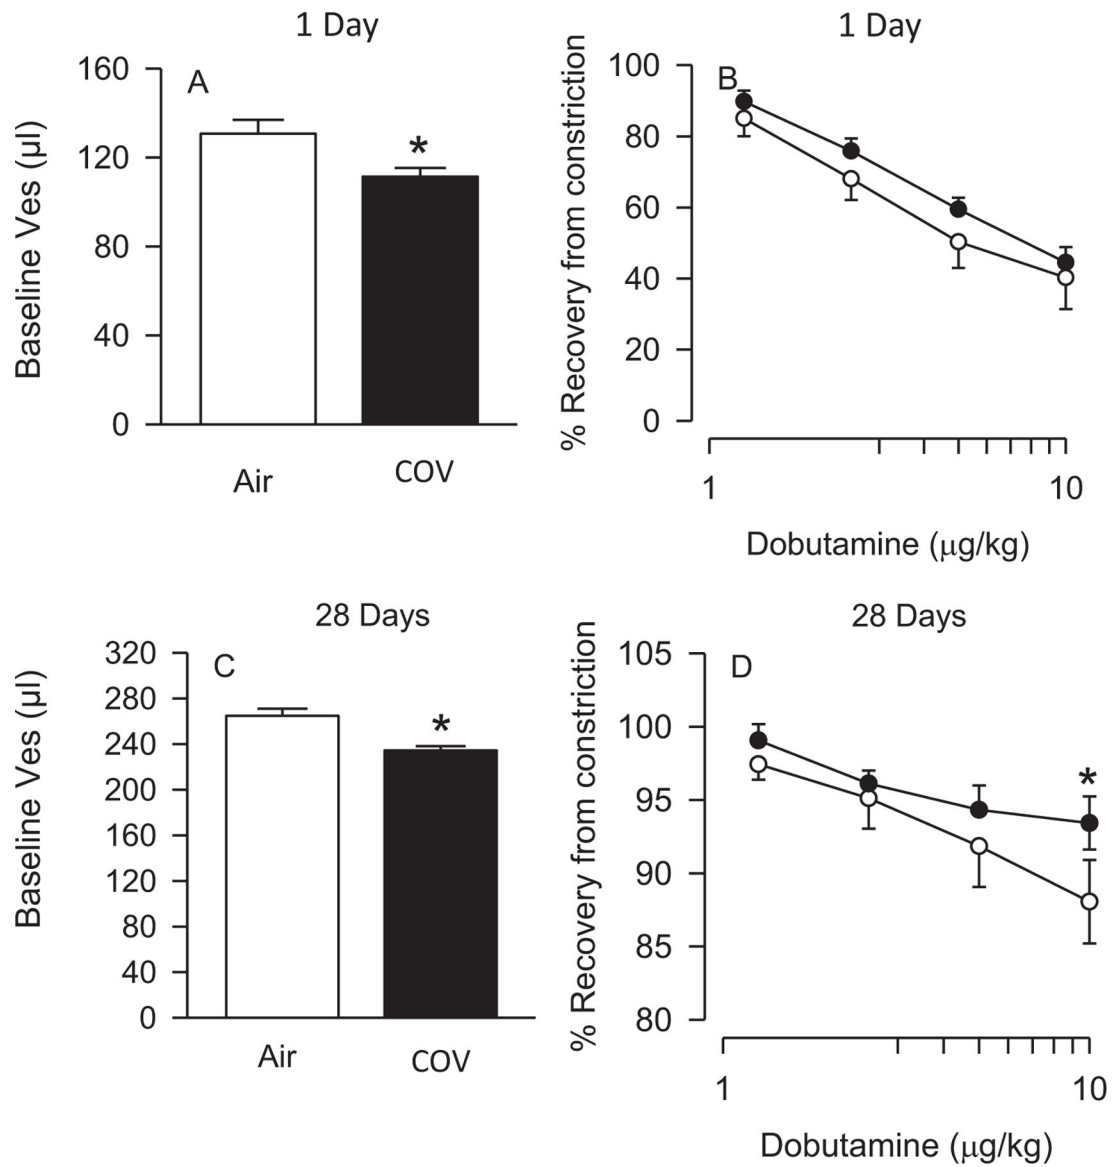 1 Day
A
160
120
80
40
0
Baseline Ves (µl)
*
Air
COV
1 Day
B
100
80
60
40
20
0
% Recovery from constriction
1
10
Dobutamine (µg/kg)
28 Days
C
320
280
240
200
160
120
80
40
0
Baseline Ves (µl)
*
Air
COV
28 Days
D
105
100
95
90
85
80
% Recovery from constriction
*
1
10
Dobutamine (µg/kg)